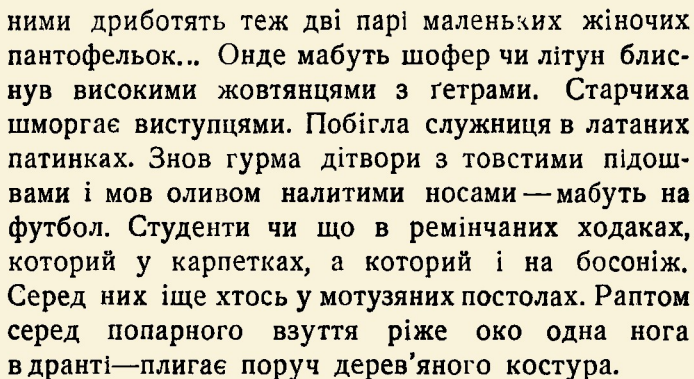 ними дриботять теж дві парі маленьких жіночих
пантофельок... Онде мабуть шофер чи літун блис-
нув високими жовтянцями з ґетрами. Старчиха
шморгає виступцями. Побігла служниця в латаних
патинках. Знов гурма дітвори з товстими підош-
вами і мов оливом налитими носами — мабуть на
футбол. Студенти чи що в ремінчаних ходаках,
которий у карпетках, а которий і на босоніж.
Серед них іще хтось у мотузяних постолах. Раптом
серед попарного взуття ріже око одна нога
в дранті—плигає поруч дерев'яного костура.